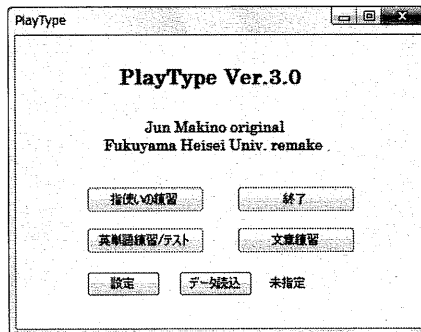 PlayType
PlayType Ver.3.0
Jun Makino original
Fukuyama Heisei Univ. remake
指使いの練習 終了
英単語練習/テスト 文章練習
設定 データ読込 未指定